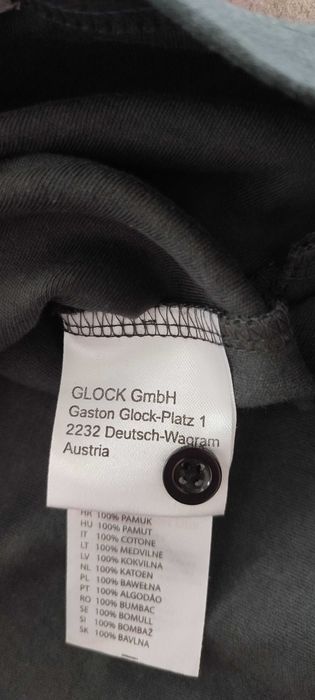 GLOCK GmbH
Gaston Glock-Platz 1
2232 Deutsch-Wagram
Austria
HR 100% PAMUK
HU 100% PAMUT
IT 100% COTONE
LT 100% MEDVILNE
LV 100% KOKVILNA
NL 100% KATOEN
PL 100% BAWEŁNA
PT 100% ALGODÃO
RO 100% BUMBAC
SE 100% BOMULL
SI 100% BOMBAŽ
SK 100% BAVLNA